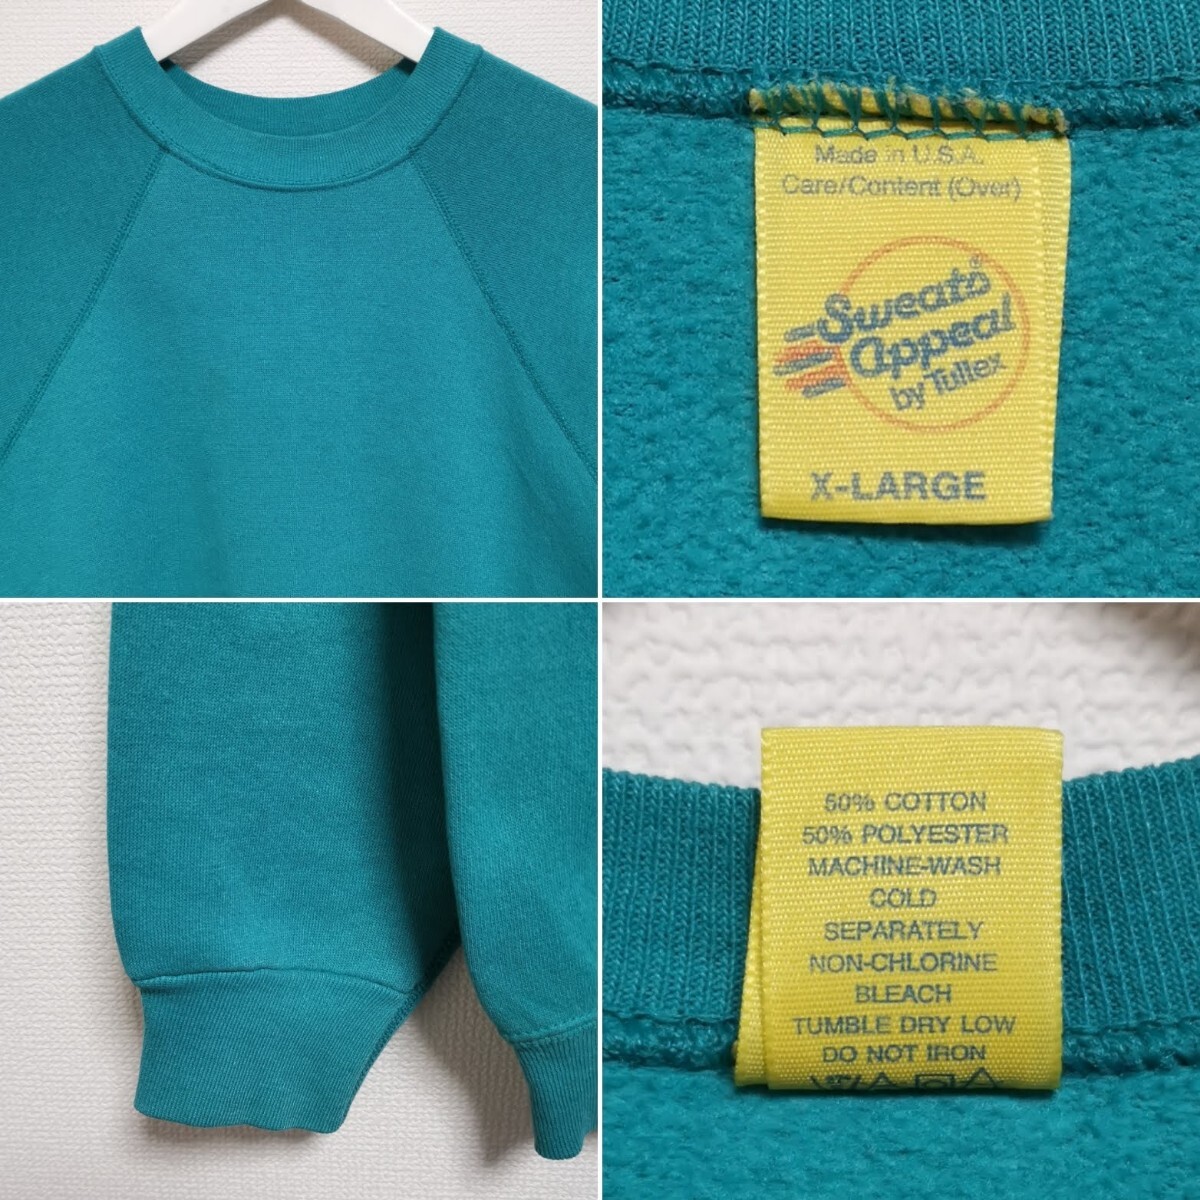 Made in U.S.A.
Care/Content (Over)
Sweats®
appeal
by Tultex
X-LARGE
50% COTTON
50% POLYESTER
MACHINE-WASH
COLD
SEPARATELY
NON-CHLORINE
BLEACH
TUMBLE DRY LOW
DO NOT IRON